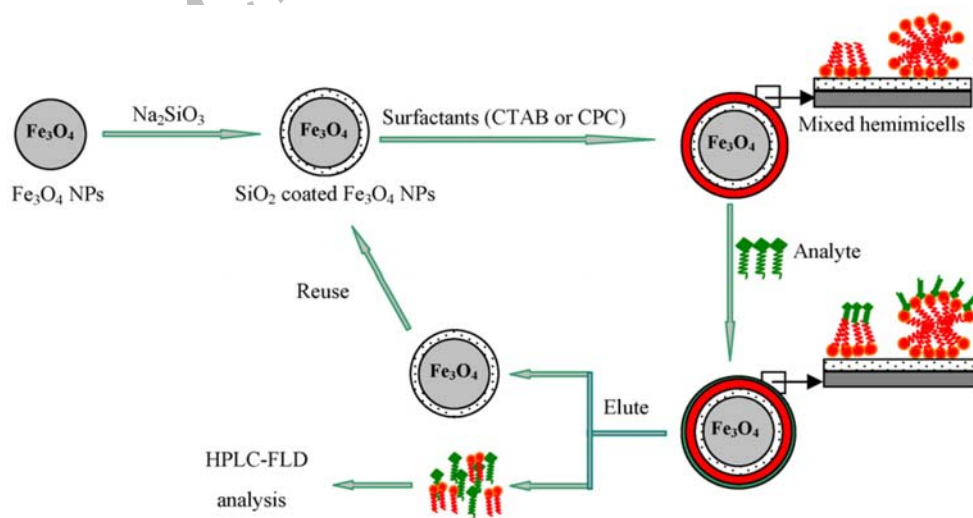 Fe₃O₄
Na₂SiO₃
Fe₃O₄
Surfactants (CTAB or CPC)
Fe₃O₄
Mixed hemimicells
Fe₃O₄ NPs
SiO₂ coated Fe₃O₄ NPs
Analyte
Reuse
Fe₃O₄
Elute
Fe₃O₄
HPLC-FLD
analysis